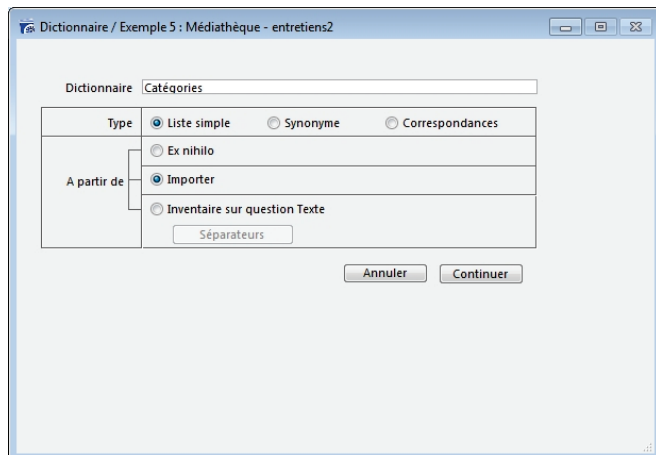 Dictionnaire / Exemple 5 : Médiathèque - entretiens2
Dictionnaire Catégories
Type Liste simple Synonyme Correspondances
Ex nihilo
A partir de Importer
Inventaire sur question Texte
Séparateurs
Annuler Continuer